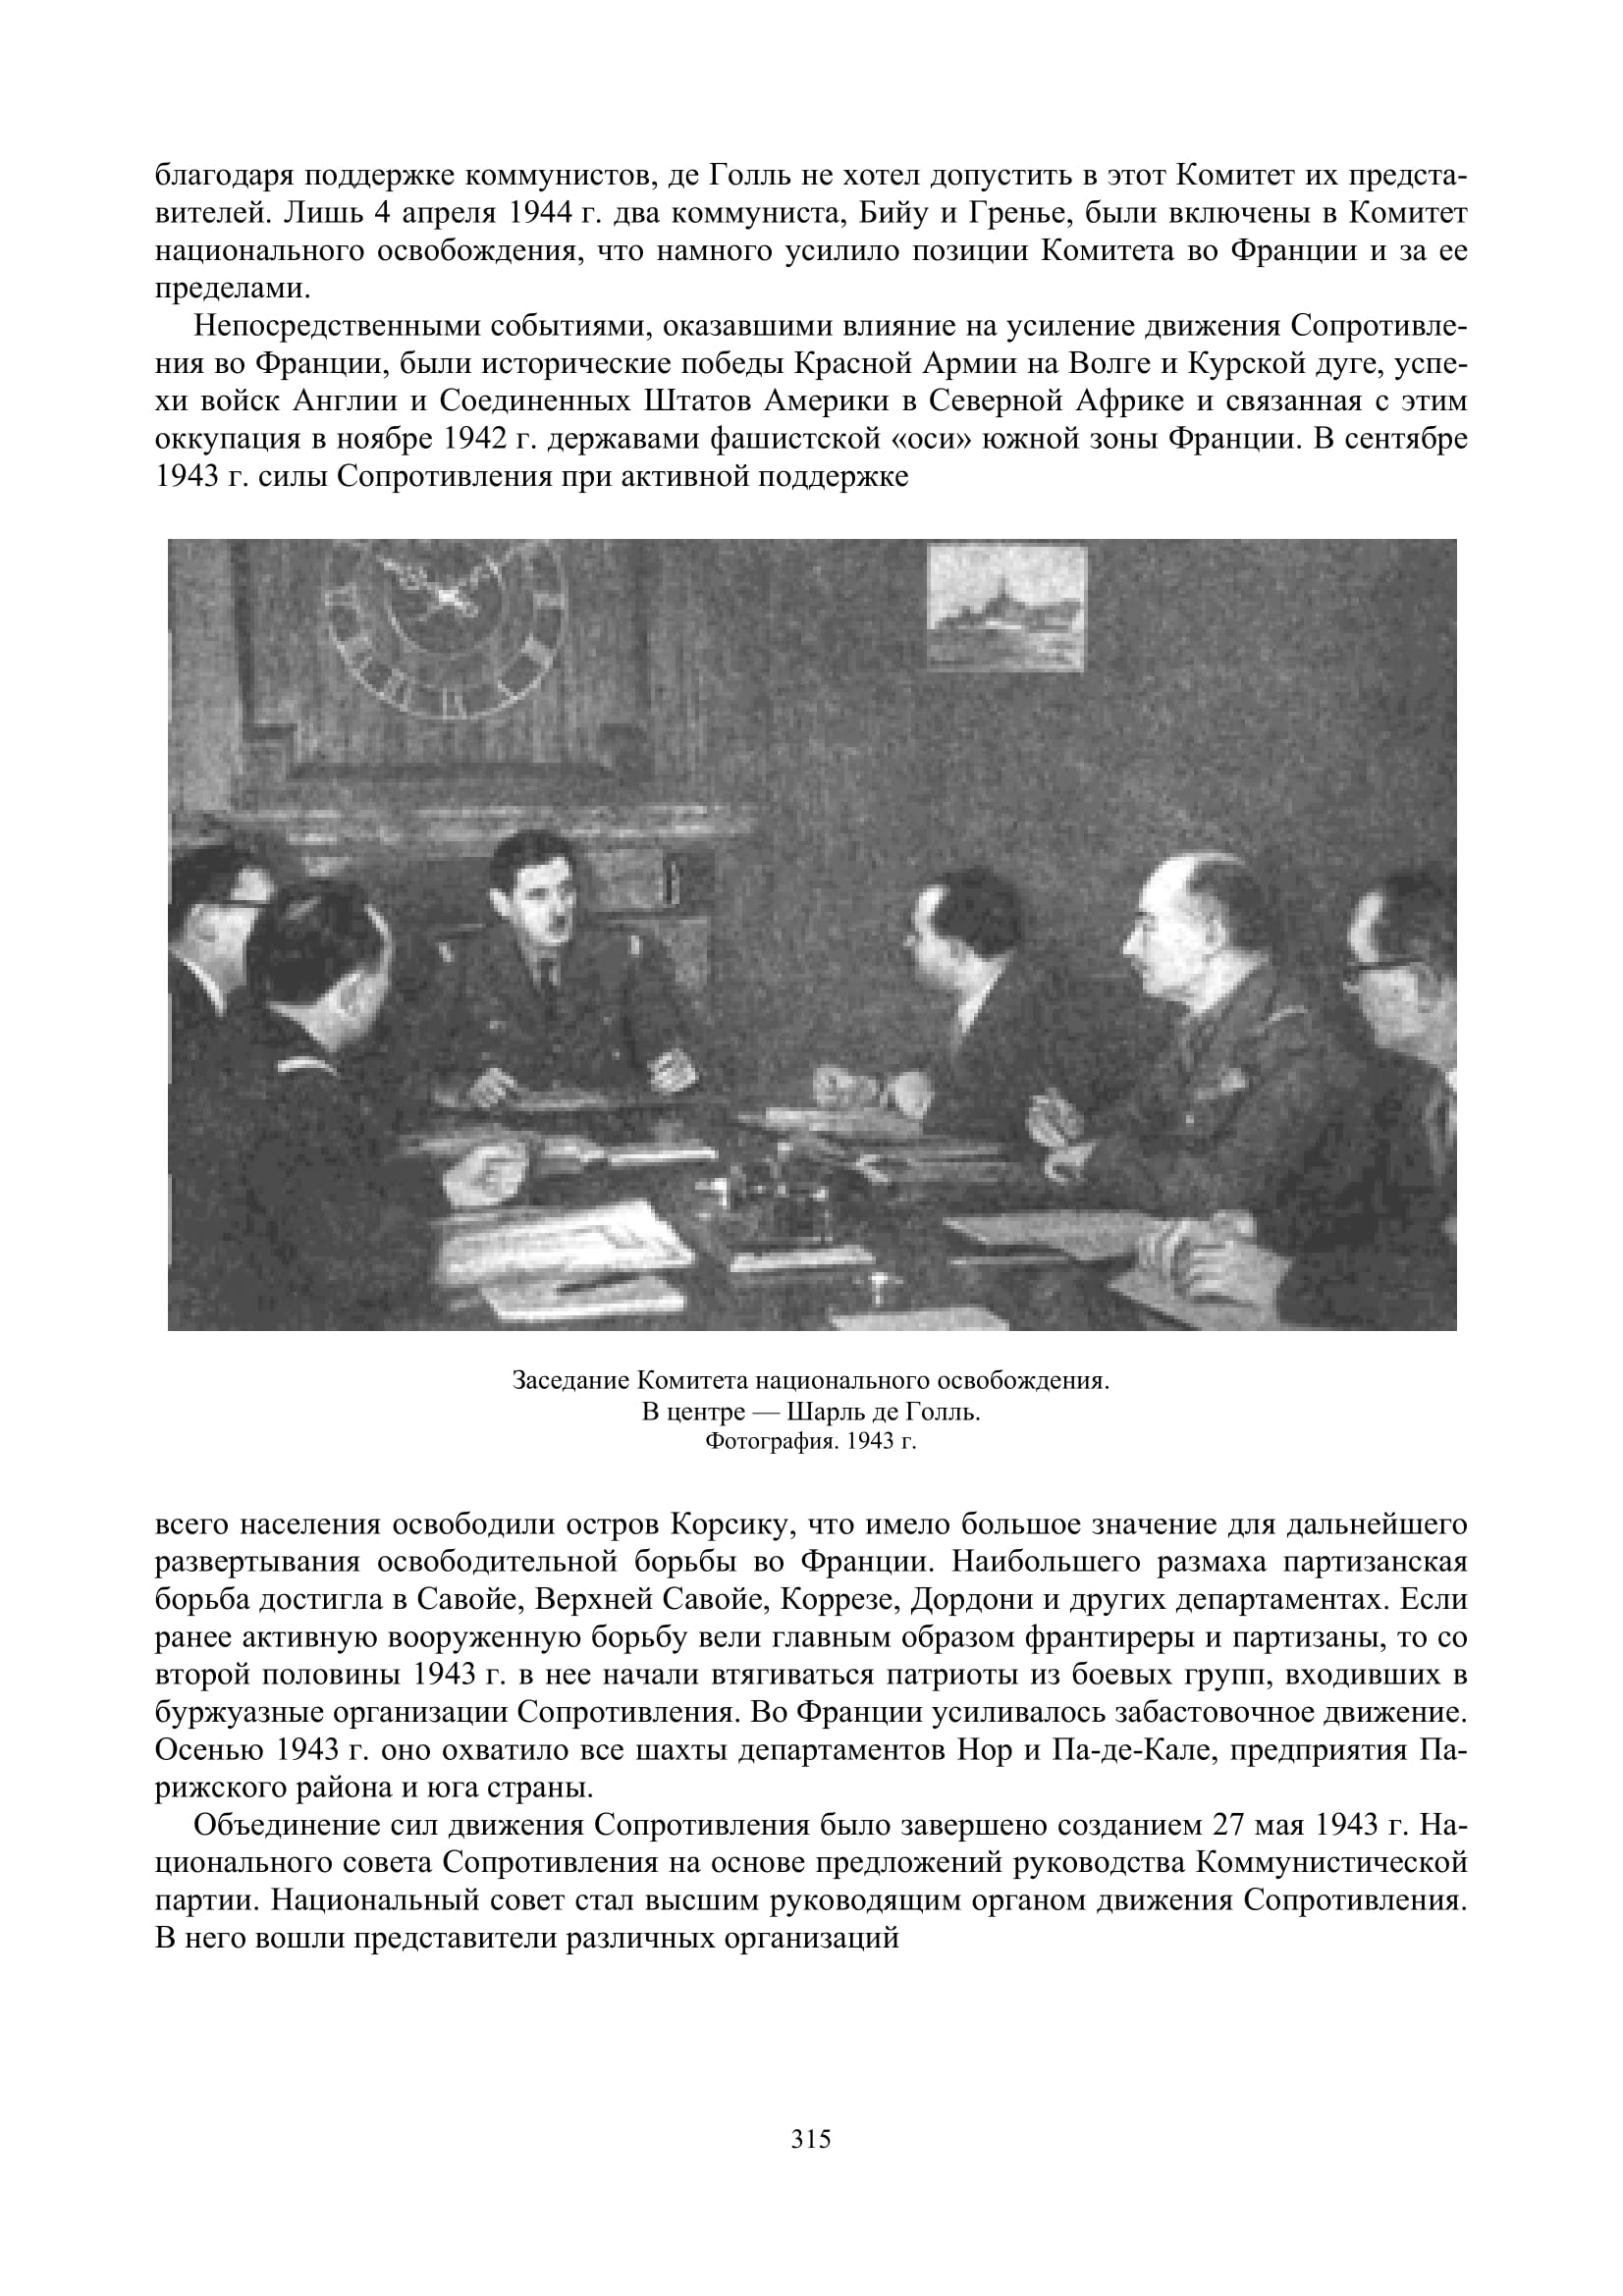 благодаря поддержке коммунистов, де Голль не хотел допустить в этот Комитет их предста-
вителей. Лишь 4 апреля 1944 г. два коммуниста, Бийу и Гренье, были включены в Комитет
национального освобождения, что намного усилило позиции Комитета во Франции и за ее
пределами.
Непосредственными событиями, оказавшими влияние на усиление движения Сопротивле-
ния во Франции, были исторические победы Красной Армии на Волге и Курской дуге, успе-
хи войск Англии и Соединенных Штатов Америки в Северной Африке и связанная с этим
оккупация в ноябре 1942 г. державами фашистской «оси» южной зоны Франции. В сентябре
1943 г. силы Сопротивления при активной поддержке
Заседание Комитета национального освобождения.
В центре — Шарль де Голль.
Фотография. 1943 г.
всего населения освободили остров Корсику, что имело большое значение для дальнейшего
развертывания освободительной борьбы во Франции. Наибольшего размаха партизанская
борьба достигла в Савойе, Верхней Савойе, Коррезе, Дордони и других департаментах. Если
ранее активную вооруженную борьбу вели главным образом франтиреры и партизаны, то со
второй половины 1943 г. в нее начали втягиваться патриоты из боевых групп, входивших в
буржуазные организации Сопротивления. Во Франции усиливалось забастовочное движение.
Осенью 1943 г. оно охватило все шахты департаментов Нор и Па-де-Кале, предприятия Па-
рижского района и юга страны.
Объединение сил движения Сопротивления было завершено созданием 27 мая 1943 г. На-
ционального совета Сопротивления на основе предложений руководства Коммунистической
партии. Национальный совет стал высшим руководящим органом движения Сопротивления.
В него вошли представители различных организаций
315